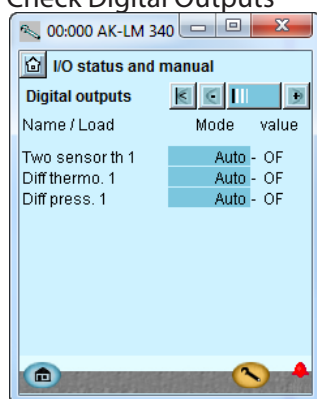 Check Digital Outputs
00:000 AK-LM 340
I/O status and manual
Digital outputs
Name / Load Mode value
Two sensor th 1 Auto - OF
Diff thermo. 1 Auto - OF
Diff press. 1 Auto - OF